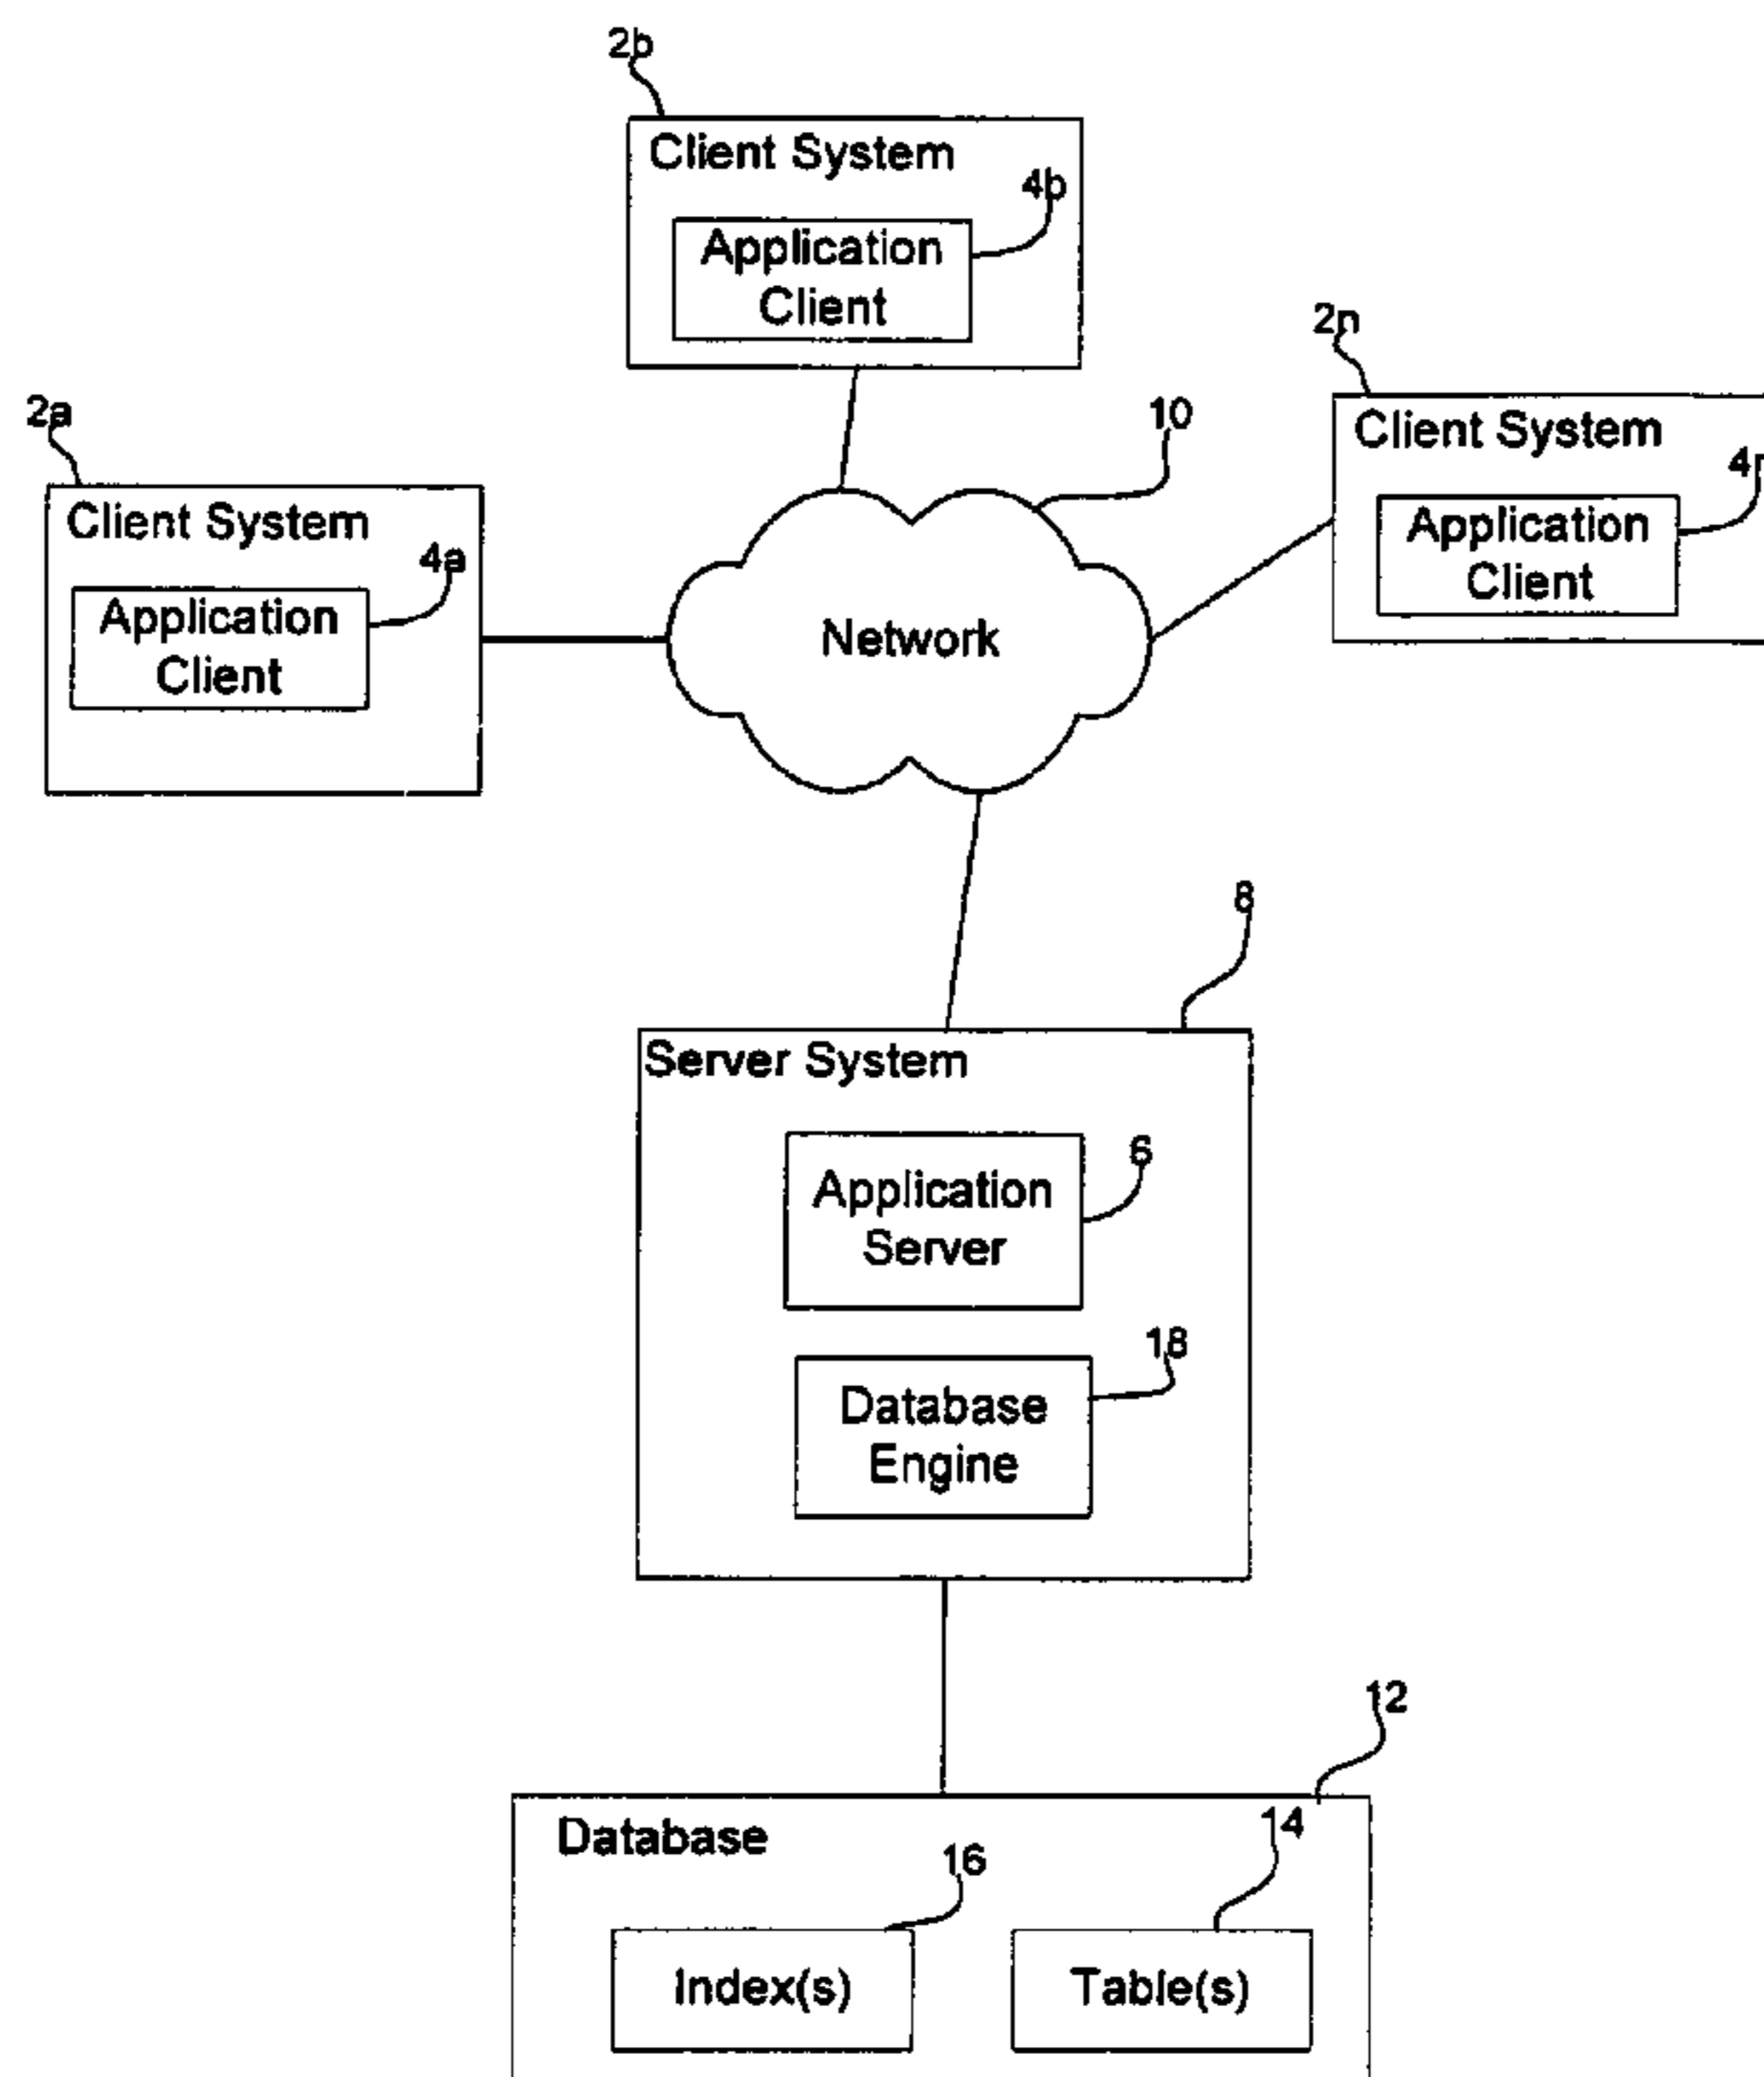 2b
Client System
4b
Application
Client
2n
Client System
Application
Client
2a
Client System
4a
Application
Client
10
Network
8
Server System
6
Application
Server
18
Database
Engine
12
Database
14
16
Index(s)
Table(s)